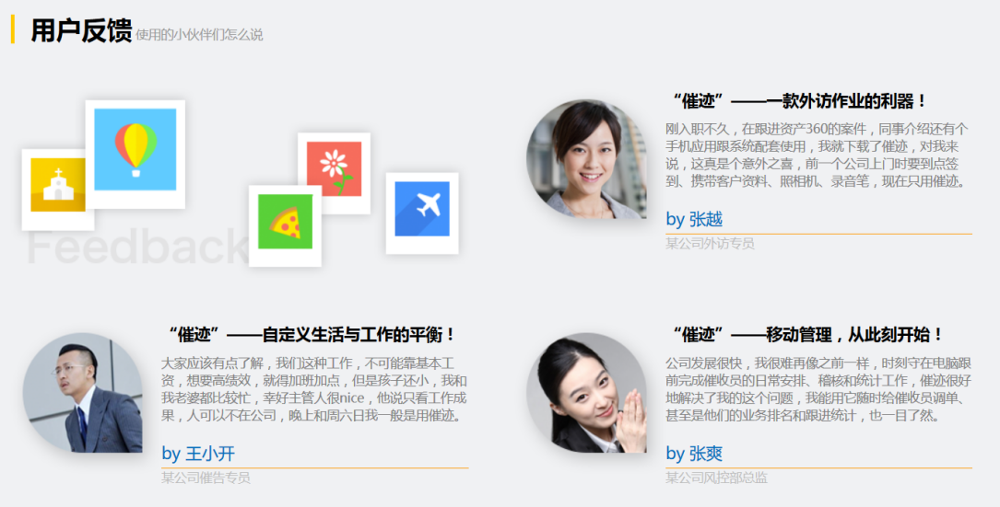 用户反馈 使用的小伙伴们怎么说
Feedback
“催迹”——一款外访作业的利器！
刚入职不久，在跟进资产360的案件，同事介绍还有个
手机应用跟系统配套使用，我就下载了催迹，对我来
说，这真是个意外之喜，前一个公司上门时要到点签
到、携带客户资料、照相机、录音笔，现在只用催迹。
by 张越
某公司外访专员
“催迹”——自定义生活与工作的平衡！
大家应该有点了解，我们这种工作，不可能靠基本工
资，想要高绩效，就得加班加点，但是孩子还小，我和
我老婆都比较忙，幸好主管人很nice，他说只看工作成
果，人可以不在公司，晚上和周六日我一般是用催迹。
by 王小开
某公司催告专员
“催迹”——移动管理，从此刻开始！
公司发展很快，我很难再像之前一样，时刻守在电脑跟
前完成催收员的日常安排、稽核和统计工作，催迹很好
地解决了我的这个问题，我能用它随时给催收员调单、
甚至是他们的业务排名和跟进统计，也一目了然。
by 张爽
某公司风控部总监